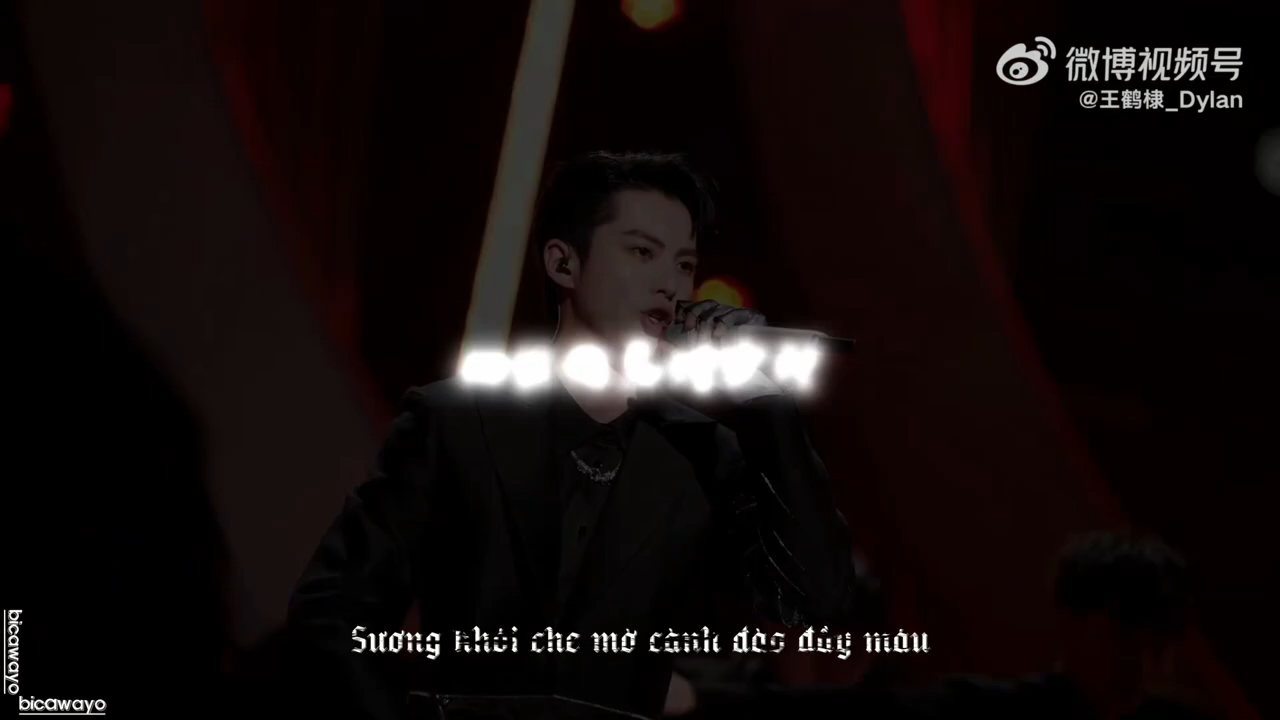 微博视频号
@王鹤棣_Dylan
Sương khói che mờ cành đào đầy máu
bicawayo
bicawayo